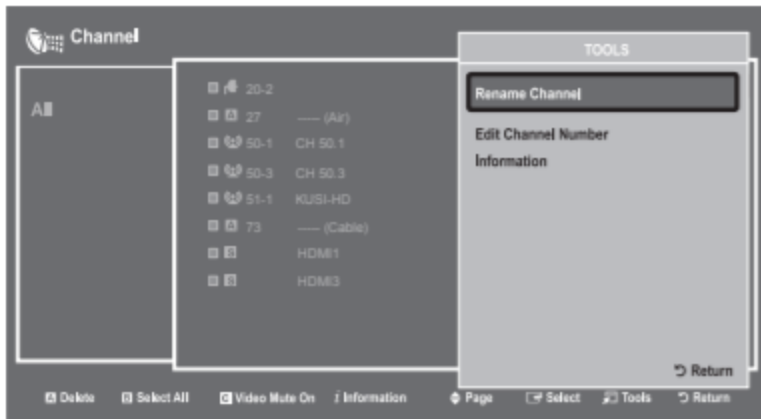 Channel
TOOLS
All
Rename Channel
Edit Channel Number
Information
20-2
A 27 ----- (Air)
50-1 CH 50.1
50-3 CH 50.3
51-1 KUSI-HD
A 73 ----- (Cable)
S HDMI1
S HDMI3
Return
A Delete B Select All C Video Mute On i Information Page Select Tools Return